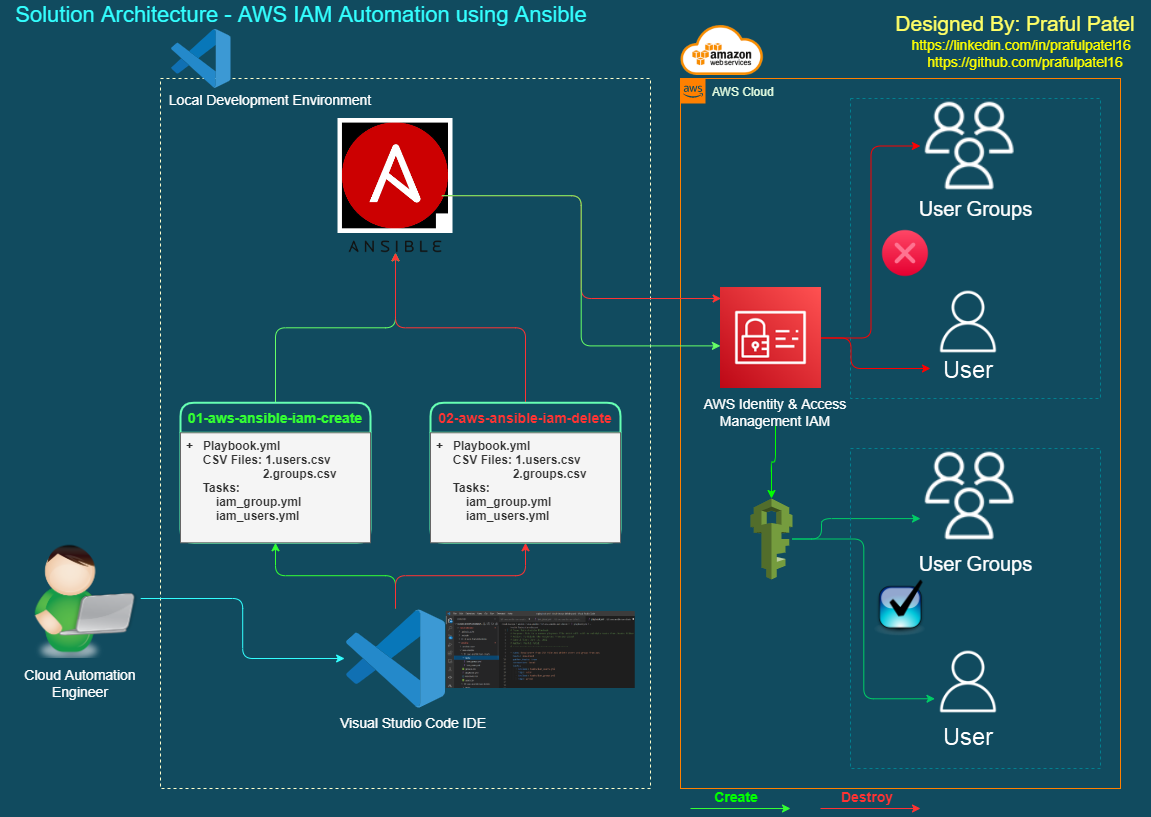 Solution Architecture - AWS IAM Automation using Ansible
Designed By: Praful Patel
https://linkedin.com/in/prafulpatel16
https://github.com/prafulpatel16
amazon
webservices
Local Development Environment
aws
AWS Cloud
ANSIBLE
User Groups
User
AWS Identity & Access
Management IAM
01-aws-ansible-iam-create
+ Playbook.yml
CSV Files: 1.users.csv
2.groups.csv
Tasks:
iam_group.yml
iam_users.yml
02-aws-ansible-iam-delete
+ Playbook.yml
CSV Files: 1.users.csv
2.groups.csv
Tasks:
iam_group.yml
iam_users.yml
User Groups
User
Cloud Automation
Engineer
Visual Studio Code IDE
Create
Destroy